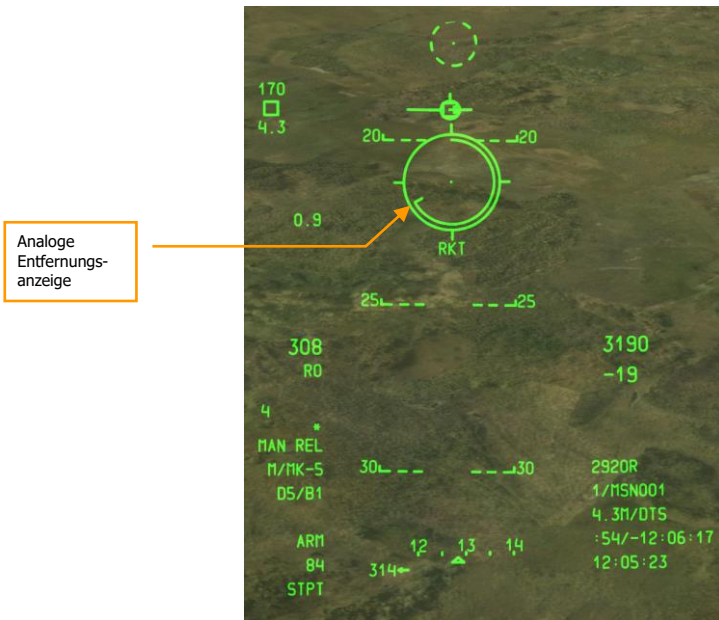 170
4.3
20 20
0.9
RKT
Analoge
Entfernungs-
anzeige
25 25
308
R0
3190
-19
4
*
MAN REL
M/MK-5
D5/B1
30 30
2920R
1/MSN001
4.3M/DTS
:54/-12:06:17
12:05:23
ARM
84
STPT
12 . 13 . 14
314←